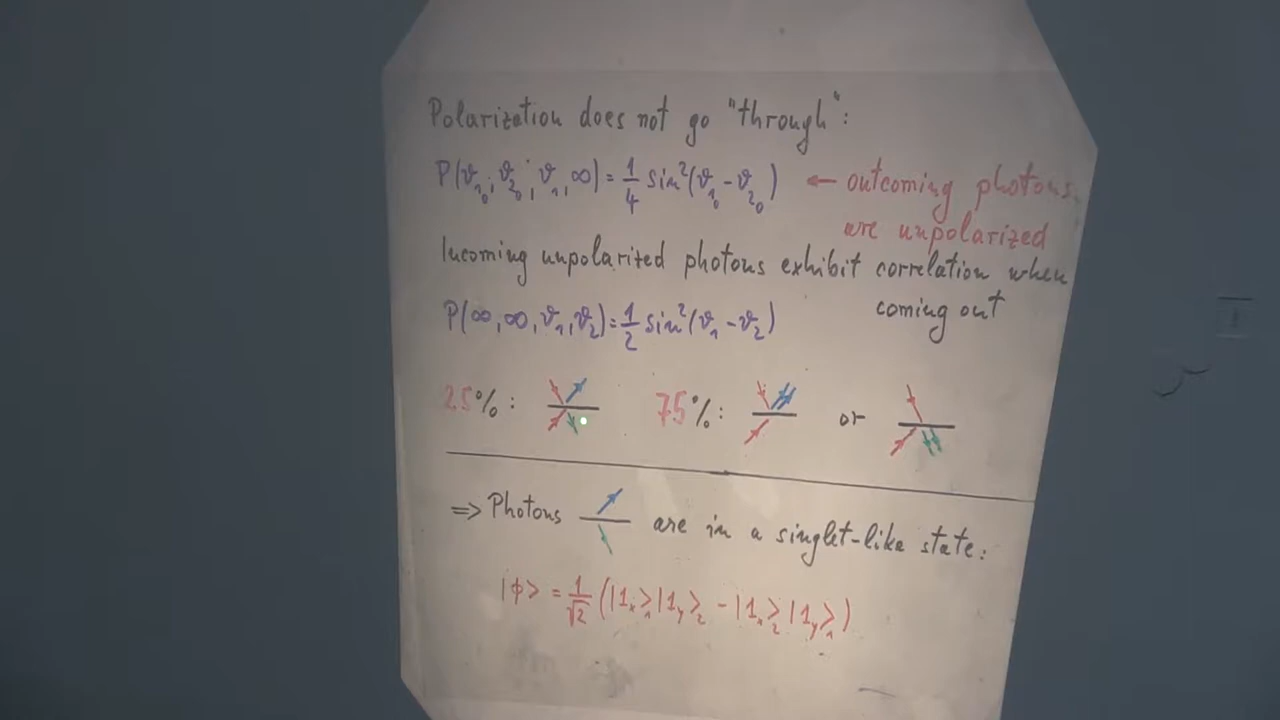 Polarization does not go "through":
P(ϑ₁₀, ϑ₂₀, ϑ₁, ∞) = 1/4 sin²(ϑ₁₀ - ϑ₂₀) ← outcoming photons
are unpolarized
Incoming unpolarized photons exhibit correlation when
coming out
P(∞, ∞, ϑ₁, ϑ₂) = 1/2 sin²(ϑ₁ - ϑ₂)
25%: 75%: or
⇒ Photons are in a singlet-like state:
|ϕ> = 1/√2 (|1ₓ>₁|1y>₂ - |1ₓ>₂|1y>₁)